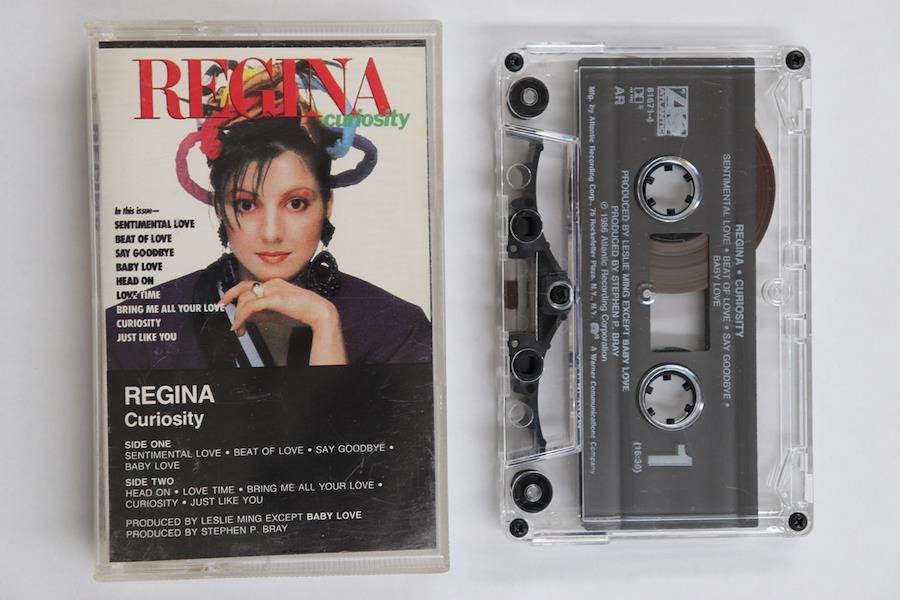 REGINA
curiosity
In this issue—
SENTIMENTAL LOVE
BEAT OF LOVE
SAY GOODBYE
BABY LOVE
HEAD ON
LOVE TIME
BRING ME ALL YOUR LOVE
CURIOSITY
JUST LIKE YOU
REGINA
Curiosity
SIDE ONE
SENTIMENTAL LOVE • BEAT OF LOVE • SAY GOODBYE •
BABY LOVE
SIDE TWO
HEAD ON • LOVE TIME • BRING ME ALL YOUR LOVE •
CURIOSITY • JUST LIKE YOU
PRODUCED BY LESLIE MING EXCEPT BABY LOVE
PRODUCED BY STEPHEN P. BRAY
ATLANTIC
81671-4
AR
REGINA • CURIOSITY
SENTIMENTAL LOVE • BEAT OF LOVE • SAY GOODBYE •
BABY LOVE
1
(16:30)
PRODUCED BY LESLIE MING EXCEPT BABY LOVE
PRODUCED BY STEPHEN P. BRAY
℗ 1986 Atlantic Recording Corporation
Mfg. by Atlantic Recording Corp., 75 Rockefeller Plaza, N.Y., N.Y. A Warner Communications Company